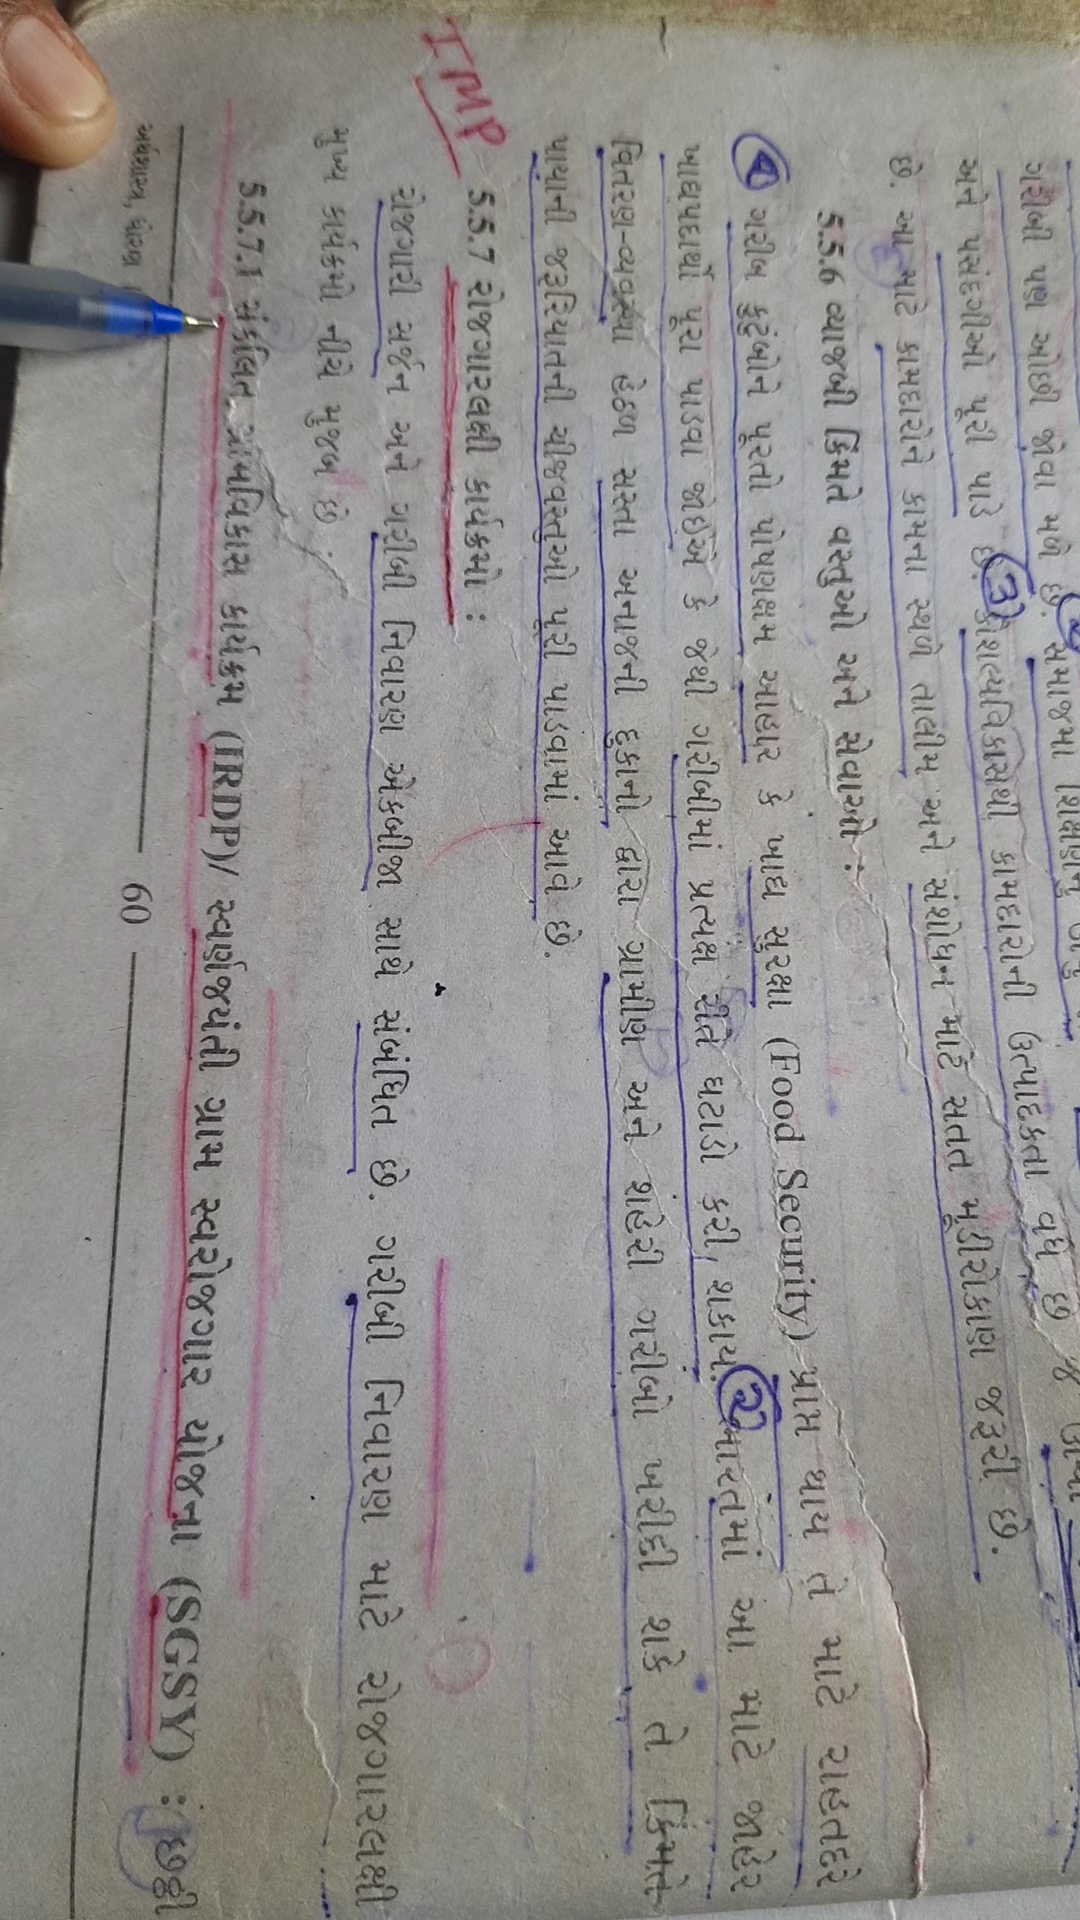 ગરીબી પણ ઓછી જોવા મળે છે. સમાજમાં શિક્ષણનું
અને પસંદગીઓ પૂરી પાડે છે. (3) કૌશલ્યવિકાસથી કામદારોની ઉત્પાદકતા વધે છે
છે. આ માટે કામદારોને કામના સ્થળે તાલીમ અને સંશોધન માટે સતત મૂડીરોકાણ જરૂરી છે.
5.5.6 વ્યાજબી કિંમતે વસ્તુઓ અને સેવાઓ :
ગરીબ કુટુંબોને પૂરતો પોષણક્ષમ આહાર કે ખાદ્ય સુરક્ષા (Food Security) પ્રાપ્ત થાય તે માટે રાહતદરે
ખાદ્યપદાર્થો પૂરા પાડવા જોઈએ કે જેથી ગરીબીમાં પ્રત્યક્ષ રીતે ઘટાડો કરી શકાય. (2) ભારતમાં આ માટે જાહેર
વિતરણ-વ્યવસ્થા હેઠળ સસ્તા અનાજની દુકાનો દ્વારા ગ્રામીણ અને શહેરી ગરીબો ખરીદી શકે તે કિંમતે
પાયાની જરૂરિયાતની ચીજવસ્તુઓ પૂરી પાડવામાં આવે છે.
IMP 5.5.7 રોજગારલક્ષી કાર્યક્રમો :
રોજગારી સર્જન અને ગરીબી નિવારણ એકબીજા સાથે સંબંધિત છે. ગરીબી નિવારણ માટે રોજગારલક્ષી
મુખ્ય કાર્યક્રમો નીચે મુજબ છે
5.5.7.1 સંકલિત ગ્રામવિકાસ કાર્યક્રમ (IRDP)/ સ્વર્ણજયંતી ગ્રામ સ્વરોજગાર યોજના (SGSY) : છઠ્ઠી
અર્થશાસ્ત્ર, ધોરણ
60